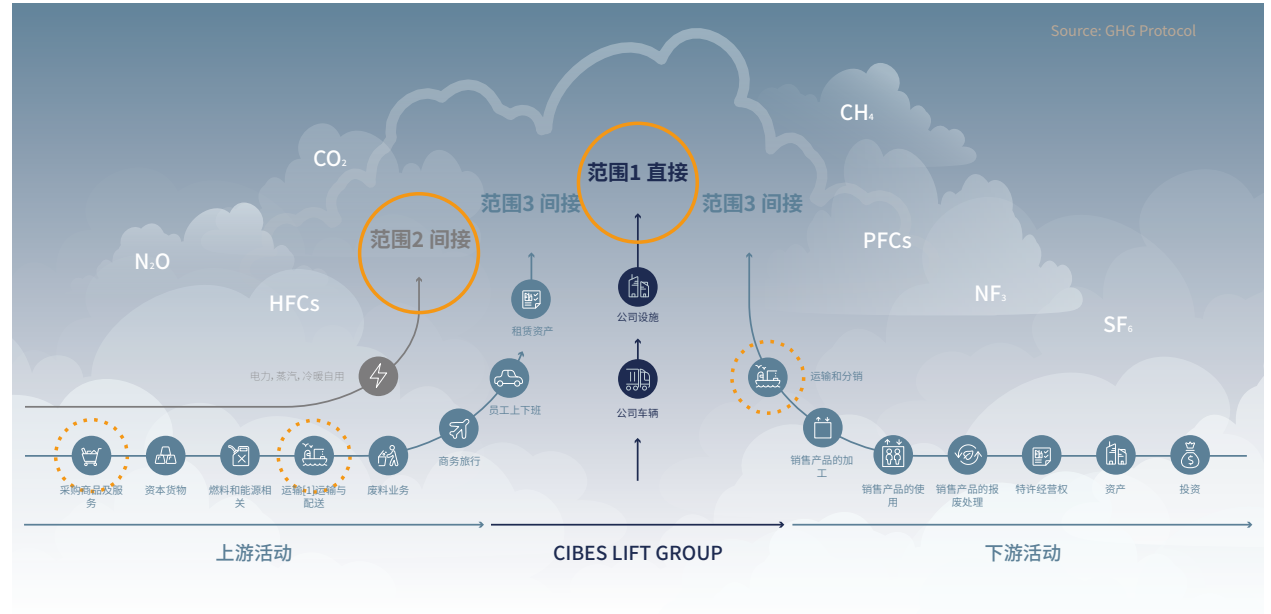 Source: GHG Protocol
CH₄
CO₂
范围1 直接
范围3 间接
范围3 间接
范围2 间接
PFCs
N₂O
HFCs
NF₃
SF₆
公司设施
租赁资产
电力, 蒸汽, 冷暖自用
运输和分销
员工上下班
公司车辆
商务旅行
销售产品的加
工
采购商品及服
务
资本货物
燃料和能源相
关
运输[1]运输与
配送
废料业务
销售产品的使
用
销售产品的报
废处理
特许经营权
资产
投资
上游活动
CIBES LIFT GROUP
下游活动